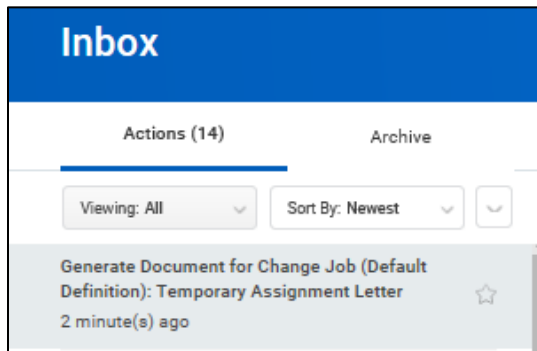 Inbox
Actions (14)
Archive
Viewing: All
Sort By: Newest
Generate Document for Change Job (Default
Definition): Temporary Assignment Letter
2 minute(s) ago